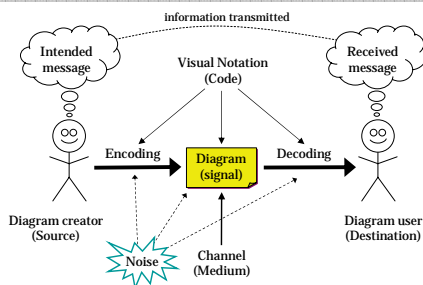 information transmitted
Intended
message
Received
message
Visual Notation
(Code)
Encoding
Diagram
(signal)
Decoding
Diagram creator
(Source)
Diagram user
(Destination)
Noise
Channel
(Medium)